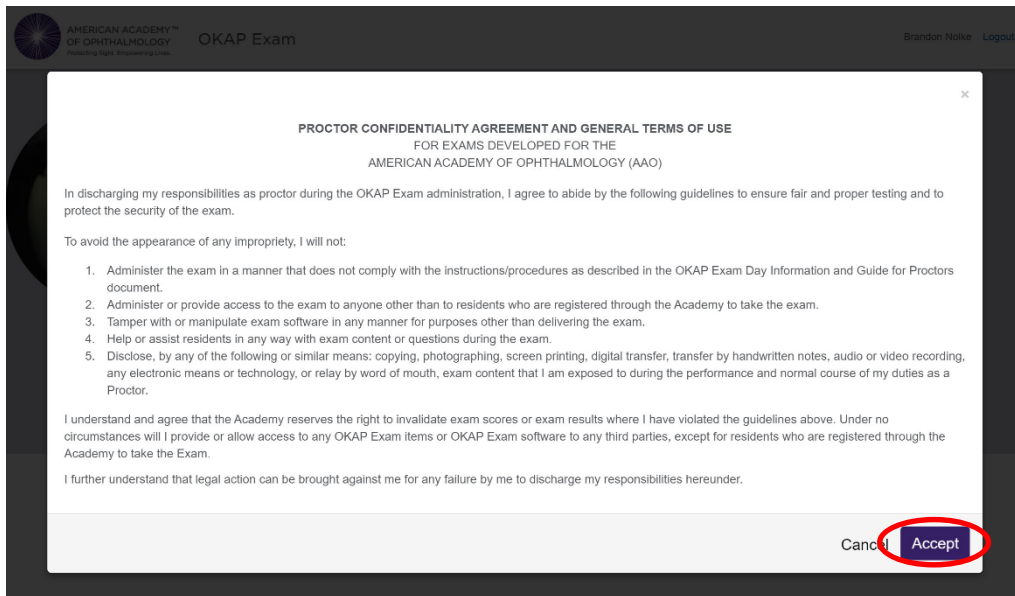 AMERICAN ACADEMY™
OF OPHTHALMOLOGY
Protecting Sight. Empowering Lives.
OKAP Exam
Brandon Nolke Logout
×
PROCTOR CONFIDENTIALITY AGREEMENT AND GENERAL TERMS OF USE
FOR EXAMS DEVELOPED FOR THE
AMERICAN ACADEMY OF OPHTHALMOLOGY (AAO)
In discharging my responsibilities as proctor during the OKAP Exam administration, I agree to abide by the following guidelines to ensure fair and proper testing and to
protect the security of the exam.
To avoid the appearance of any impropriety, I will not:
1. Administer the exam in a manner that does not comply with the instructions/procedures as described in the OKAP Exam Day Information and Guide for Proctors
document.
2. Administer or provide access to the exam to anyone other than to residents who are registered through the Academy to take the exam.
3. Tamper with or manipulate exam software in any manner for purposes other than delivering the exam.
4. Help or assist residents in any way with exam content or questions during the exam.
5. Disclose, by any of the following or similar means: copying, photographing, screen printing, digital transfer, transfer by handwritten notes, audio or video recording,
any electronic means or technology, or relay by word of mouth, exam content that I am exposed to during the performance and normal course of my duties as a
Proctor.
I understand and agree that the Academy reserves the right to invalidate exam scores or exam results where I have violated the guidelines above. Under no
circumstances will I provide or allow access to any OKAP Exam items or OKAP Exam software to any third parties, except for residents who are registered through the
Academy to take the Exam.
I further understand that legal action can be brought against me for any failure by me to discharge my responsibilities hereunder.
Cancel Accept